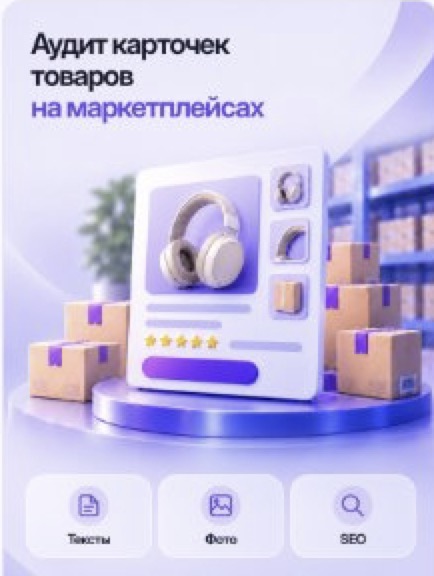 Аудит карточек
товаров
на маркетплейсах
Тексты
Фото
SEO